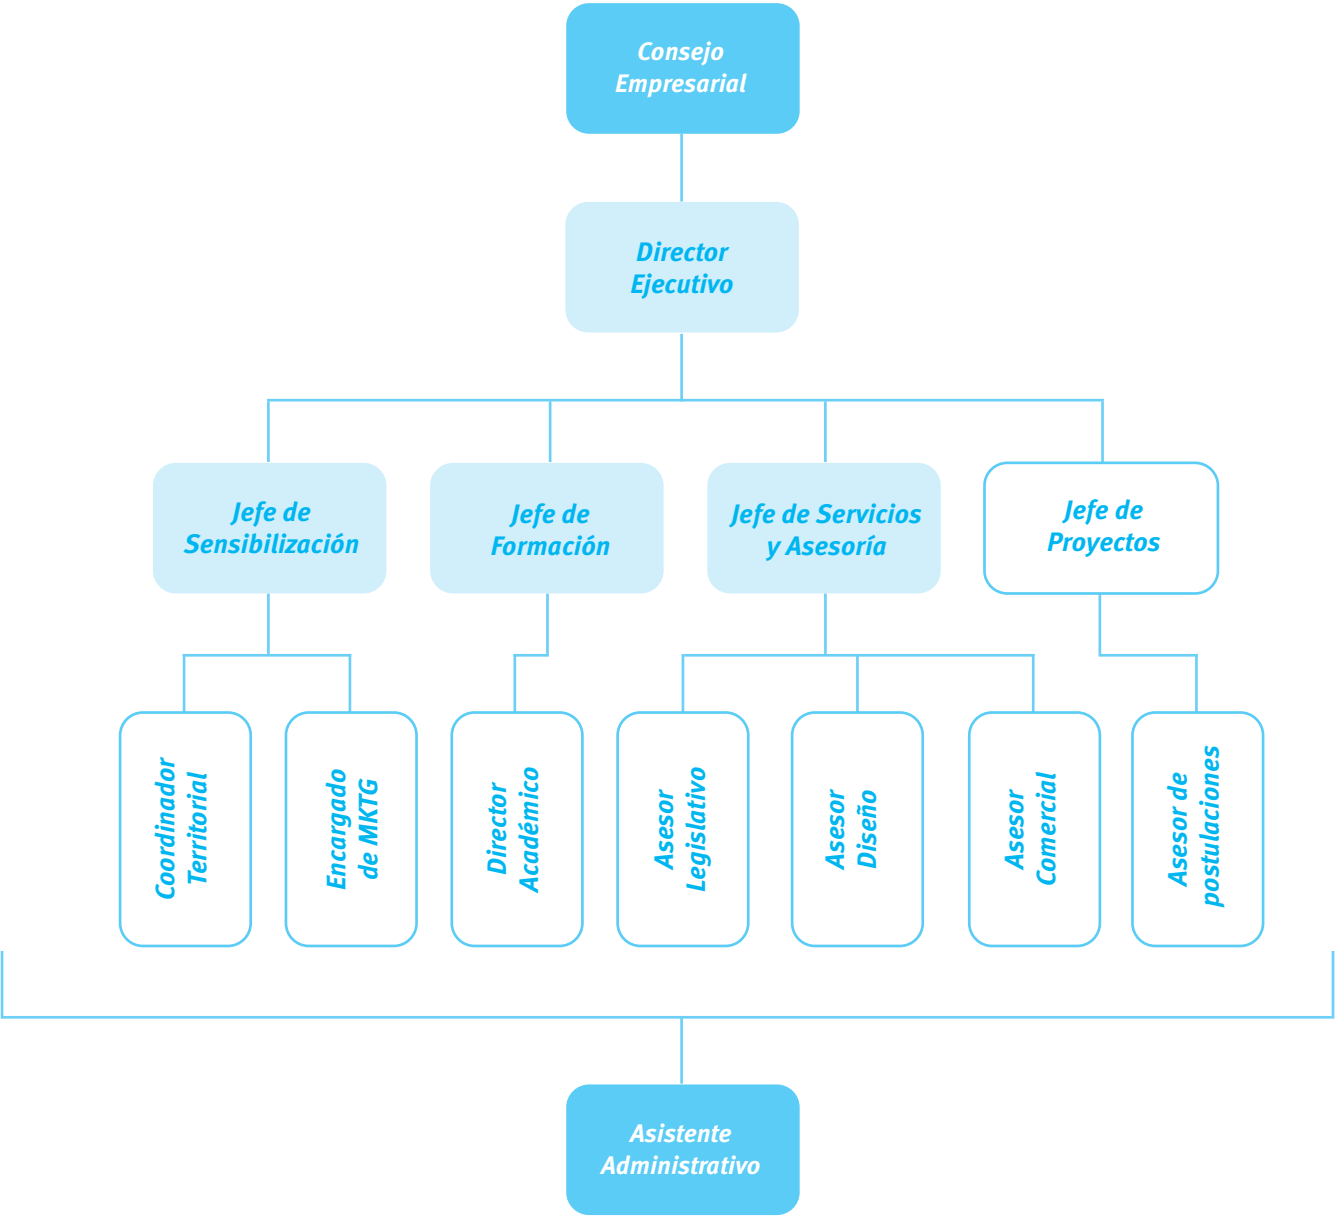 Consejo
Empresarial
Director
Ejecutivo
Jefe de
Sensibilización
Jefe de
Formación
Jefe de Servicios
y Asesoría
Jefe de
Proyectos
Coordinador
Territorial
Encargado
de MKTG
Director
Académico
Asesor
Legislativo
Asesor
Diseño
Asesor
Comercial
Asesor de
postulaciones
Asistente
Administrativo